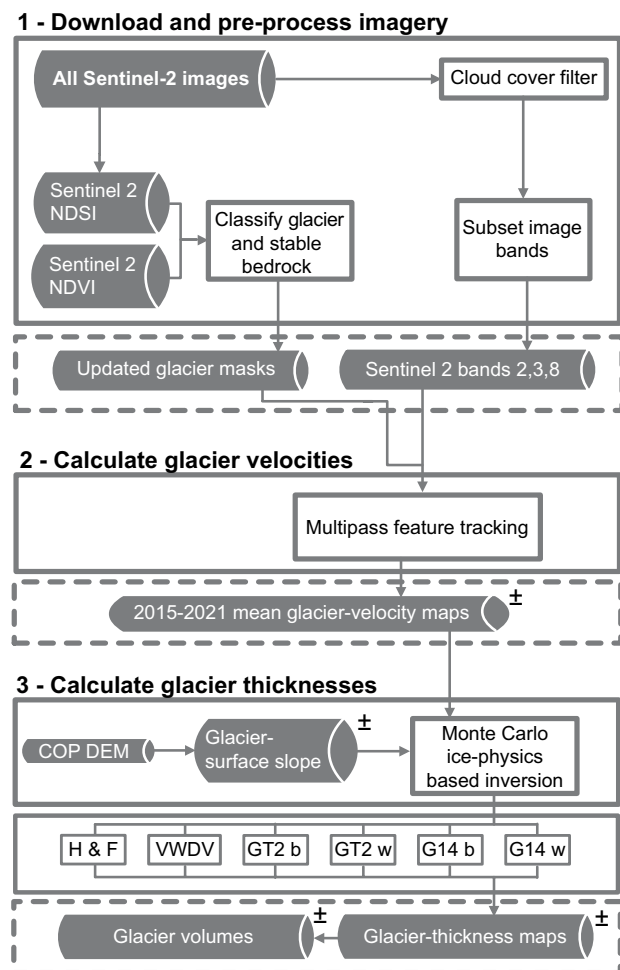 1 - Download and pre-process imagery
All Sentinel-2 images
Cloud cover filter
Sentinel 2
NDSI
Sentinel 2
NDVI
Classify glacier
and stable
bedrock
Subset image
bands
Updated glacier masks
Sentinel 2 bands 2,3,8
2 - Calculate glacier velocities
Multipass feature tracking
2015-2021 mean glacier-velocity maps
±
3 - Calculate glacier thicknesses
COP DEM
Glacier-
surface slope
±
Monte Carlo
ice-physics
based inversion
H & F
VWDV
GT2 b
GT2 w
G14 b
G14 w
Glacier volumes
±
Glacier-thickness maps
±